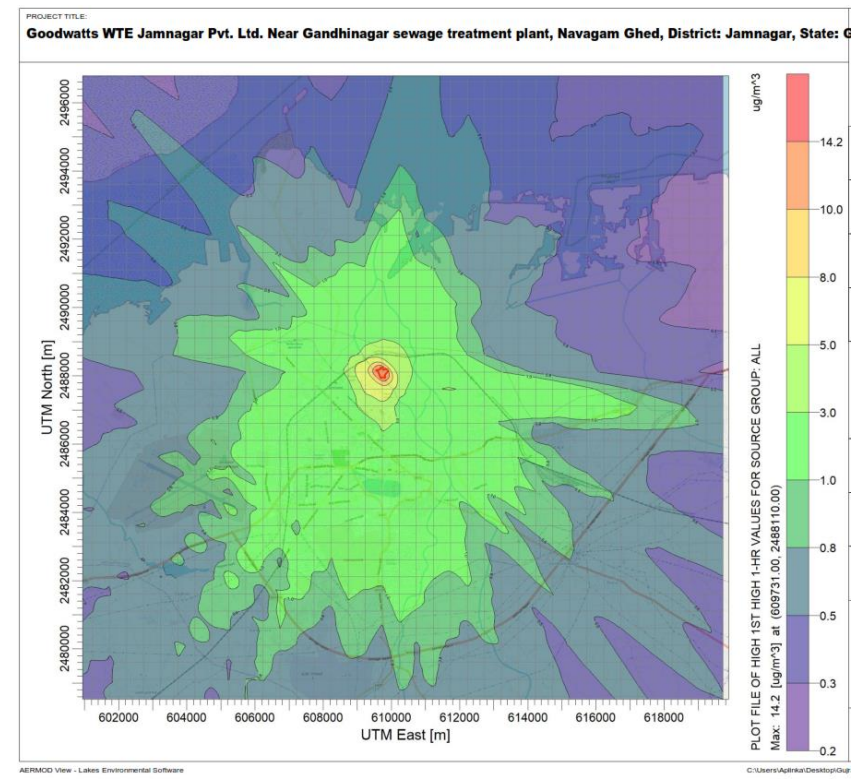 PROJECT TITLE:
Goodwatts WTE Jamnagar Pvt. Ltd. Near Gandhinagar sewage treatment plant, Navagam Ghed, District: Jamnagar, State: G
ug/m^3
14.2
10.0
8.0
5.0
3.0
1.0
0.8
0.5
0.3
0.2
PLOT FILE OF HIGH 1ST HIGH 1-HR VALUES FOR SOURCE GROUP: ALL
Max: 14.2 [ug/m^3] at (609731.00, 2488110.00)
UTM North [m]
2496000
2494000
2492000
2490000
2488000
2486000
2484000
2482000
2480000
602000 604000 606000 608000 610000 612000 614000 616000 618000
UTM East [m]
AERMOD View - Lakes Environmental Software
C:\Users\Aplinka\Desktop\Guj